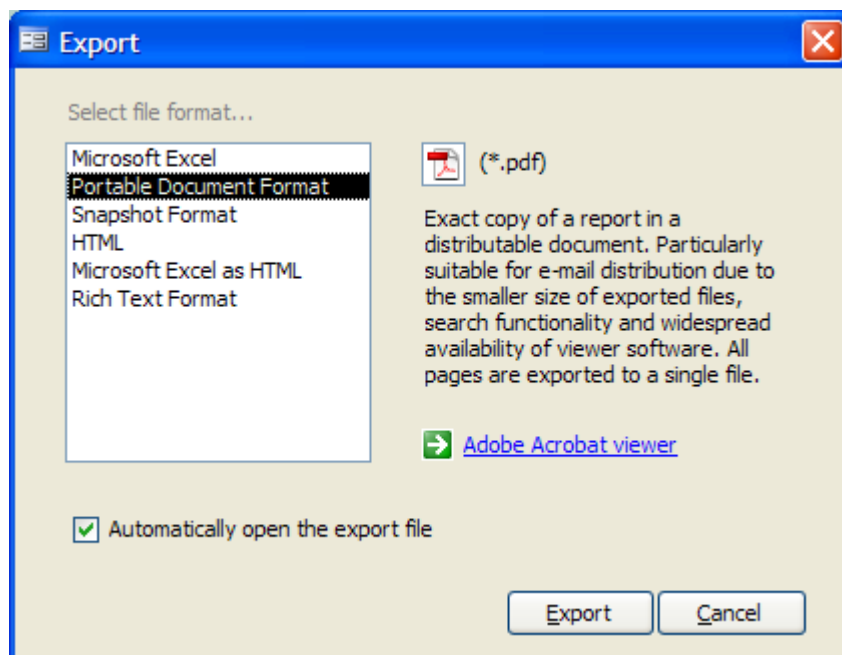 Export
Select file format...
Microsoft Excel
Portable Document Format
Snapshot Format
HTML
Microsoft Excel as HTML
Rich Text Format
(*.pdf)
Exact copy of a report in a
distributable document. Particularly
suitable for e-mail distribution due to
the smaller size of exported files,
search functionality and widespread
availability of viewer software. All
pages are exported to a single file.
Adobe Acrobat viewer
Automatically open the export file
Export
Cancel